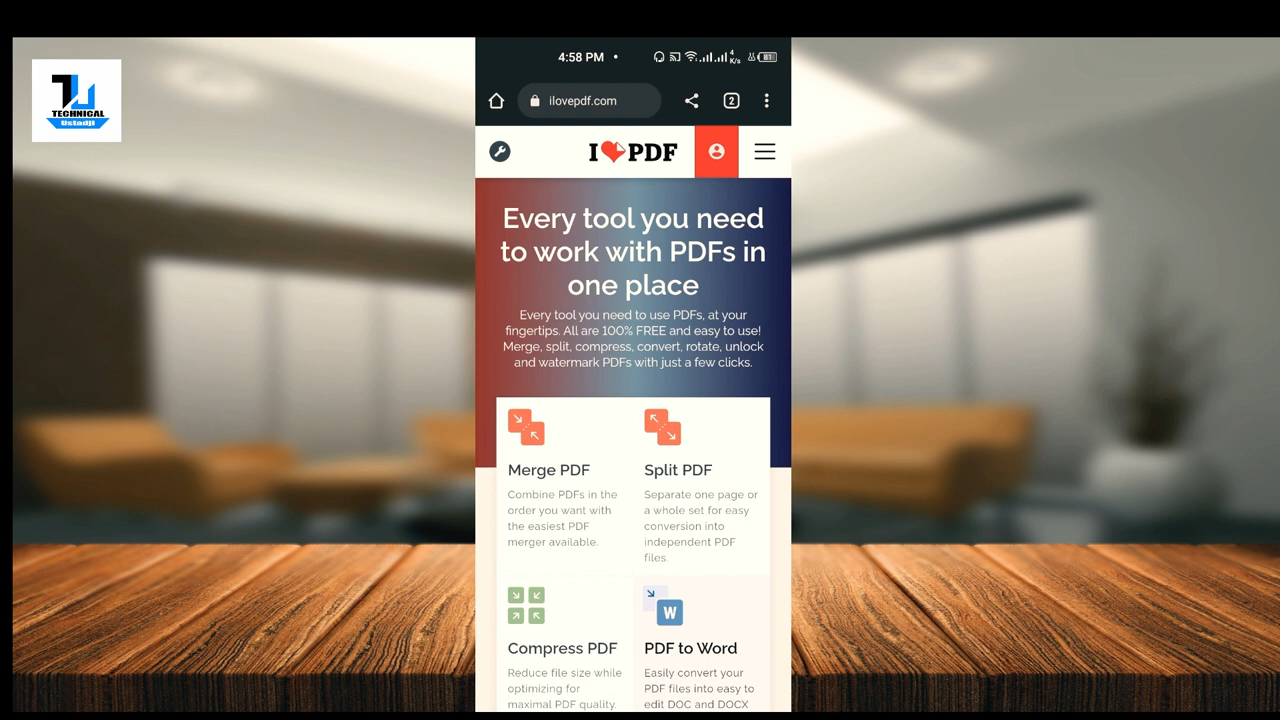 TU
TECHNICAL
Ustadji
4:58 PM
4
K/s
81
ilovepdf.com
2
I PDF
Every tool you need
to work with PDFs in
one place
Every tool you need to use PDFs, at your
fingertips. All are 100% FREE and easy to use!
Merge, split, compress, convert, rotate, unlock
and watermark PDFs with just a few clicks.
Merge PDF
Combine PDFs in the
order you want with
the easiest PDF
merger available.
Split PDF
Separate one page or
a whole set for easy
conversion into
independent PDF
files.
Compress PDF
Reduce file size while
optimizing for
maximal PDF quality.
W
PDF to Word
Easily convert your
PDF files into easy to
edit DOC and DOCX